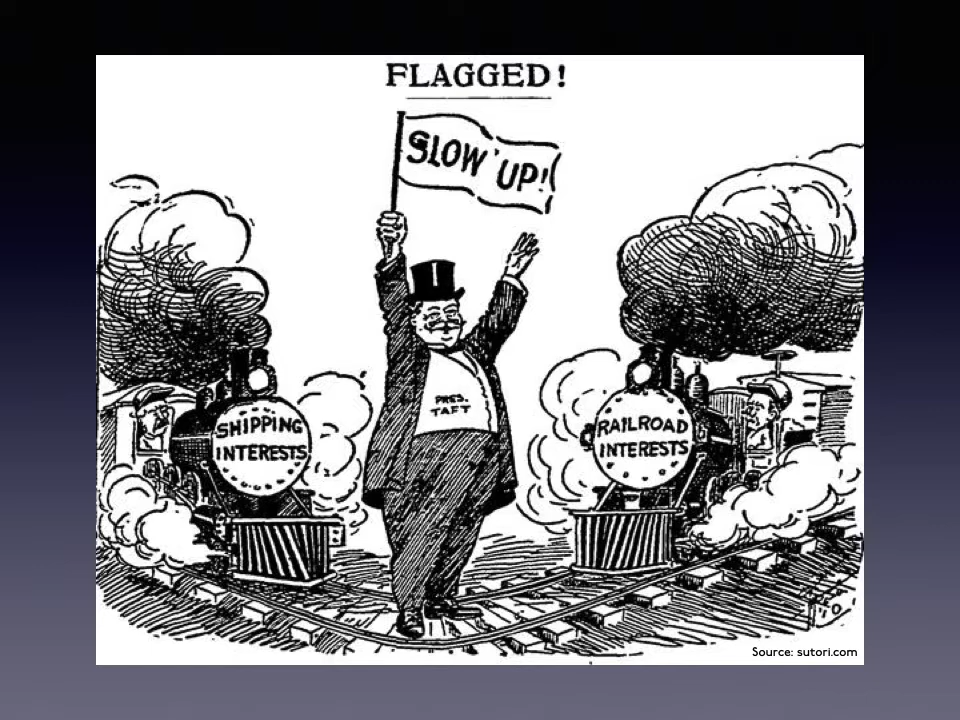 FLAGGED!
SLOW UP!
PRES.
TAFT
SHIPPING
INTERESTS
RAILROAD
INTERESTS
Source: sutori.com